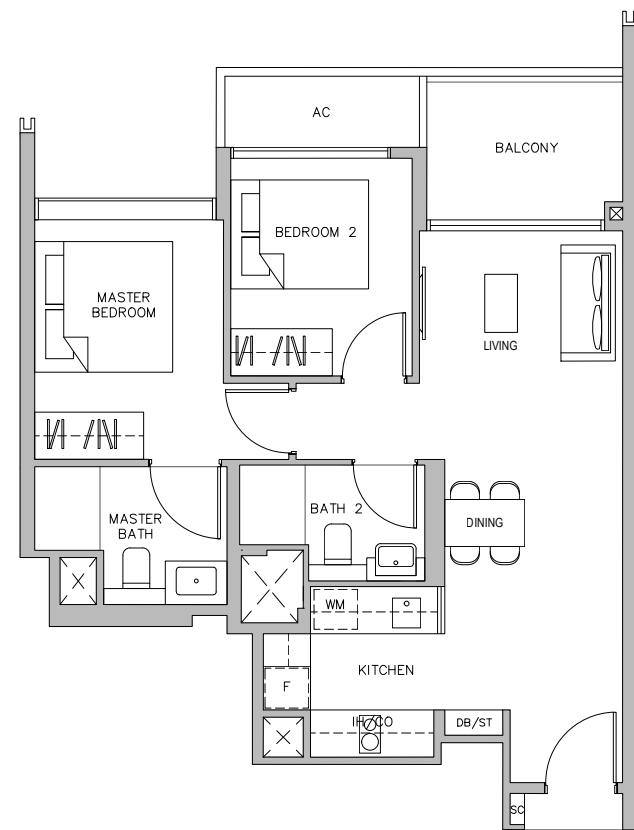 AC
BALCONY
BEDROOM 2
MASTER
BEDROOM
LIVING
MASTER
BATH
BATH 2
DINING
WM
KITCHEN
F
IH/CO
DB/ST
SC